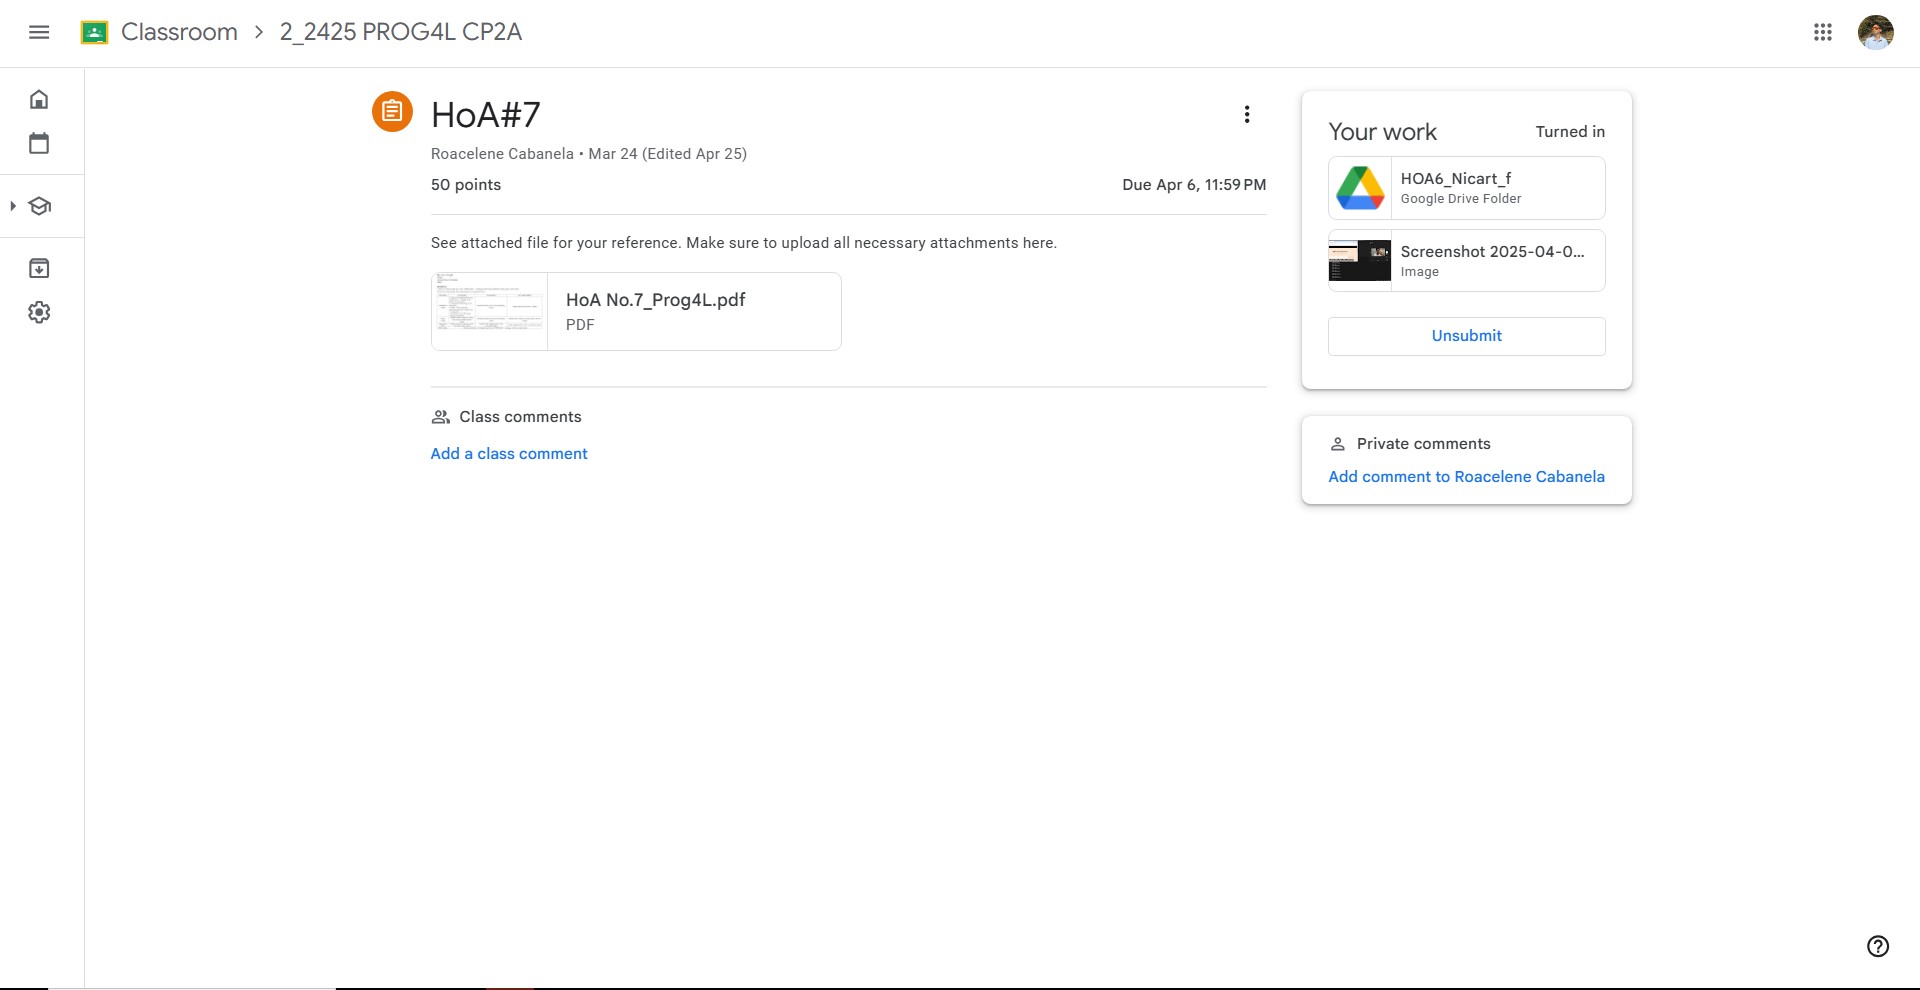 Classroom > 2_2425 PROG4L CP2A
HoA#7
Roacelene Cabanela • Mar 24 (Edited Apr 25)
50 points
Due Apr 6, 11:59 PM
See attached file for your reference. Make sure to upload all necessary attachments here.
HoA No.7_Prog4L.pdf
PDF
Class comments
Add a class comment
Your work
Turned in
HOA6_Nicart_f
Google Drive Folder
Screenshot 2025-04-0...
Image
Unsubmit
Private comments
Add comment to Roacelene Cabanela